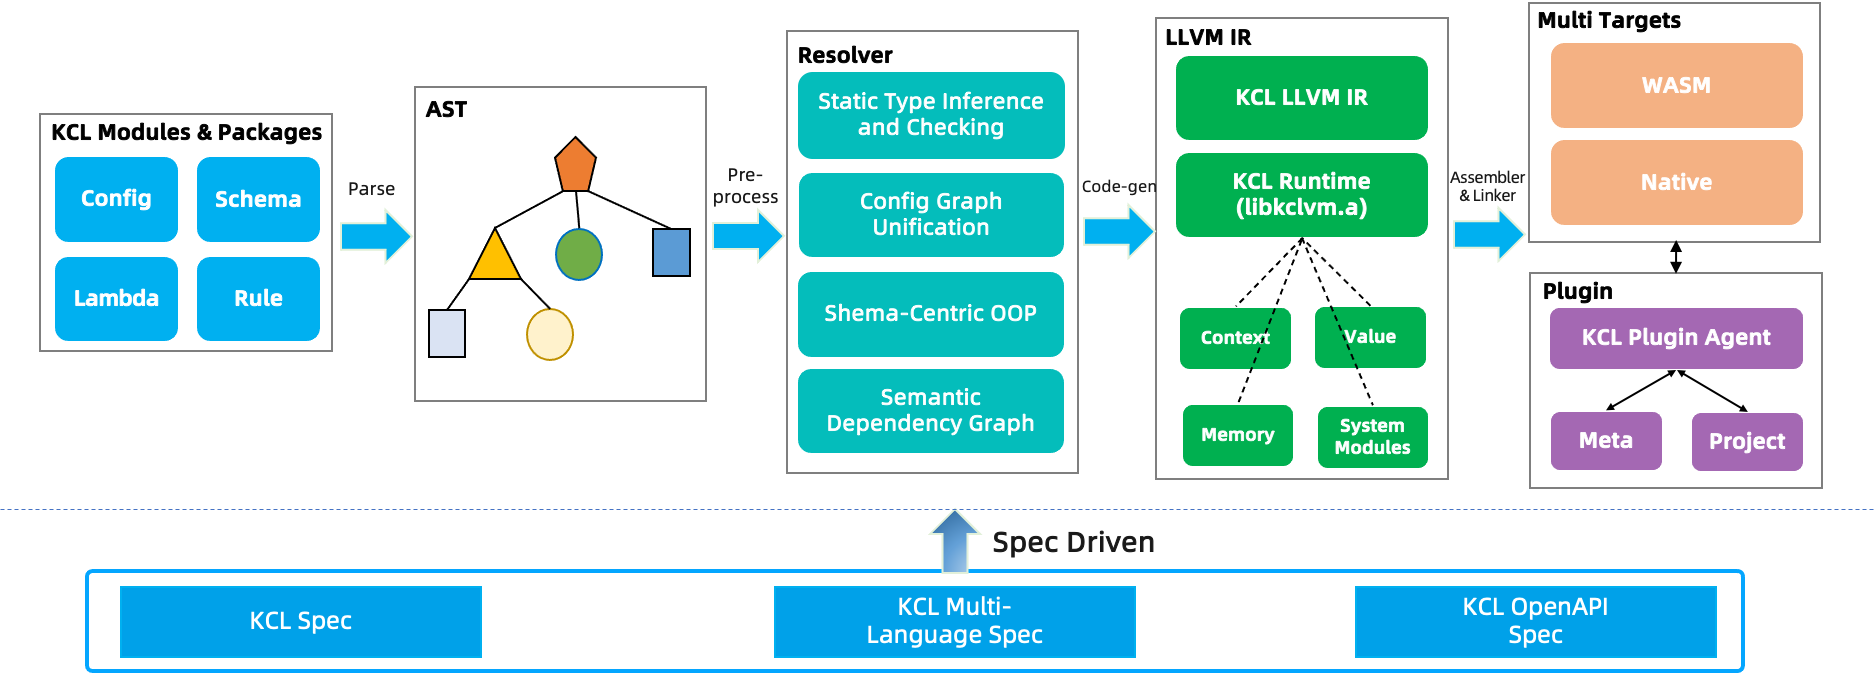 KCL Modules & Packages
Config
Schema
Lambda
Rule
Parse
AST
Pre-
process
Resolver
Static Type Inference
and Checking
Config Graph
Unification
Shema-Centric OOP
Semantic
Dependency Graph
Code-gen
LLVM IR
KCL LLVM IR
KCL Runtime
(libkclvm.a)
Context
Value
Memory
System
Modules
Assembler
& Linker
Multi Targets
WASM
Native
Plugin
KCL Plugin Agent
Meta
Project
Spec Driven
KCL Spec
KCL Multi-
Language Spec
KCL OpenAPI
Spec